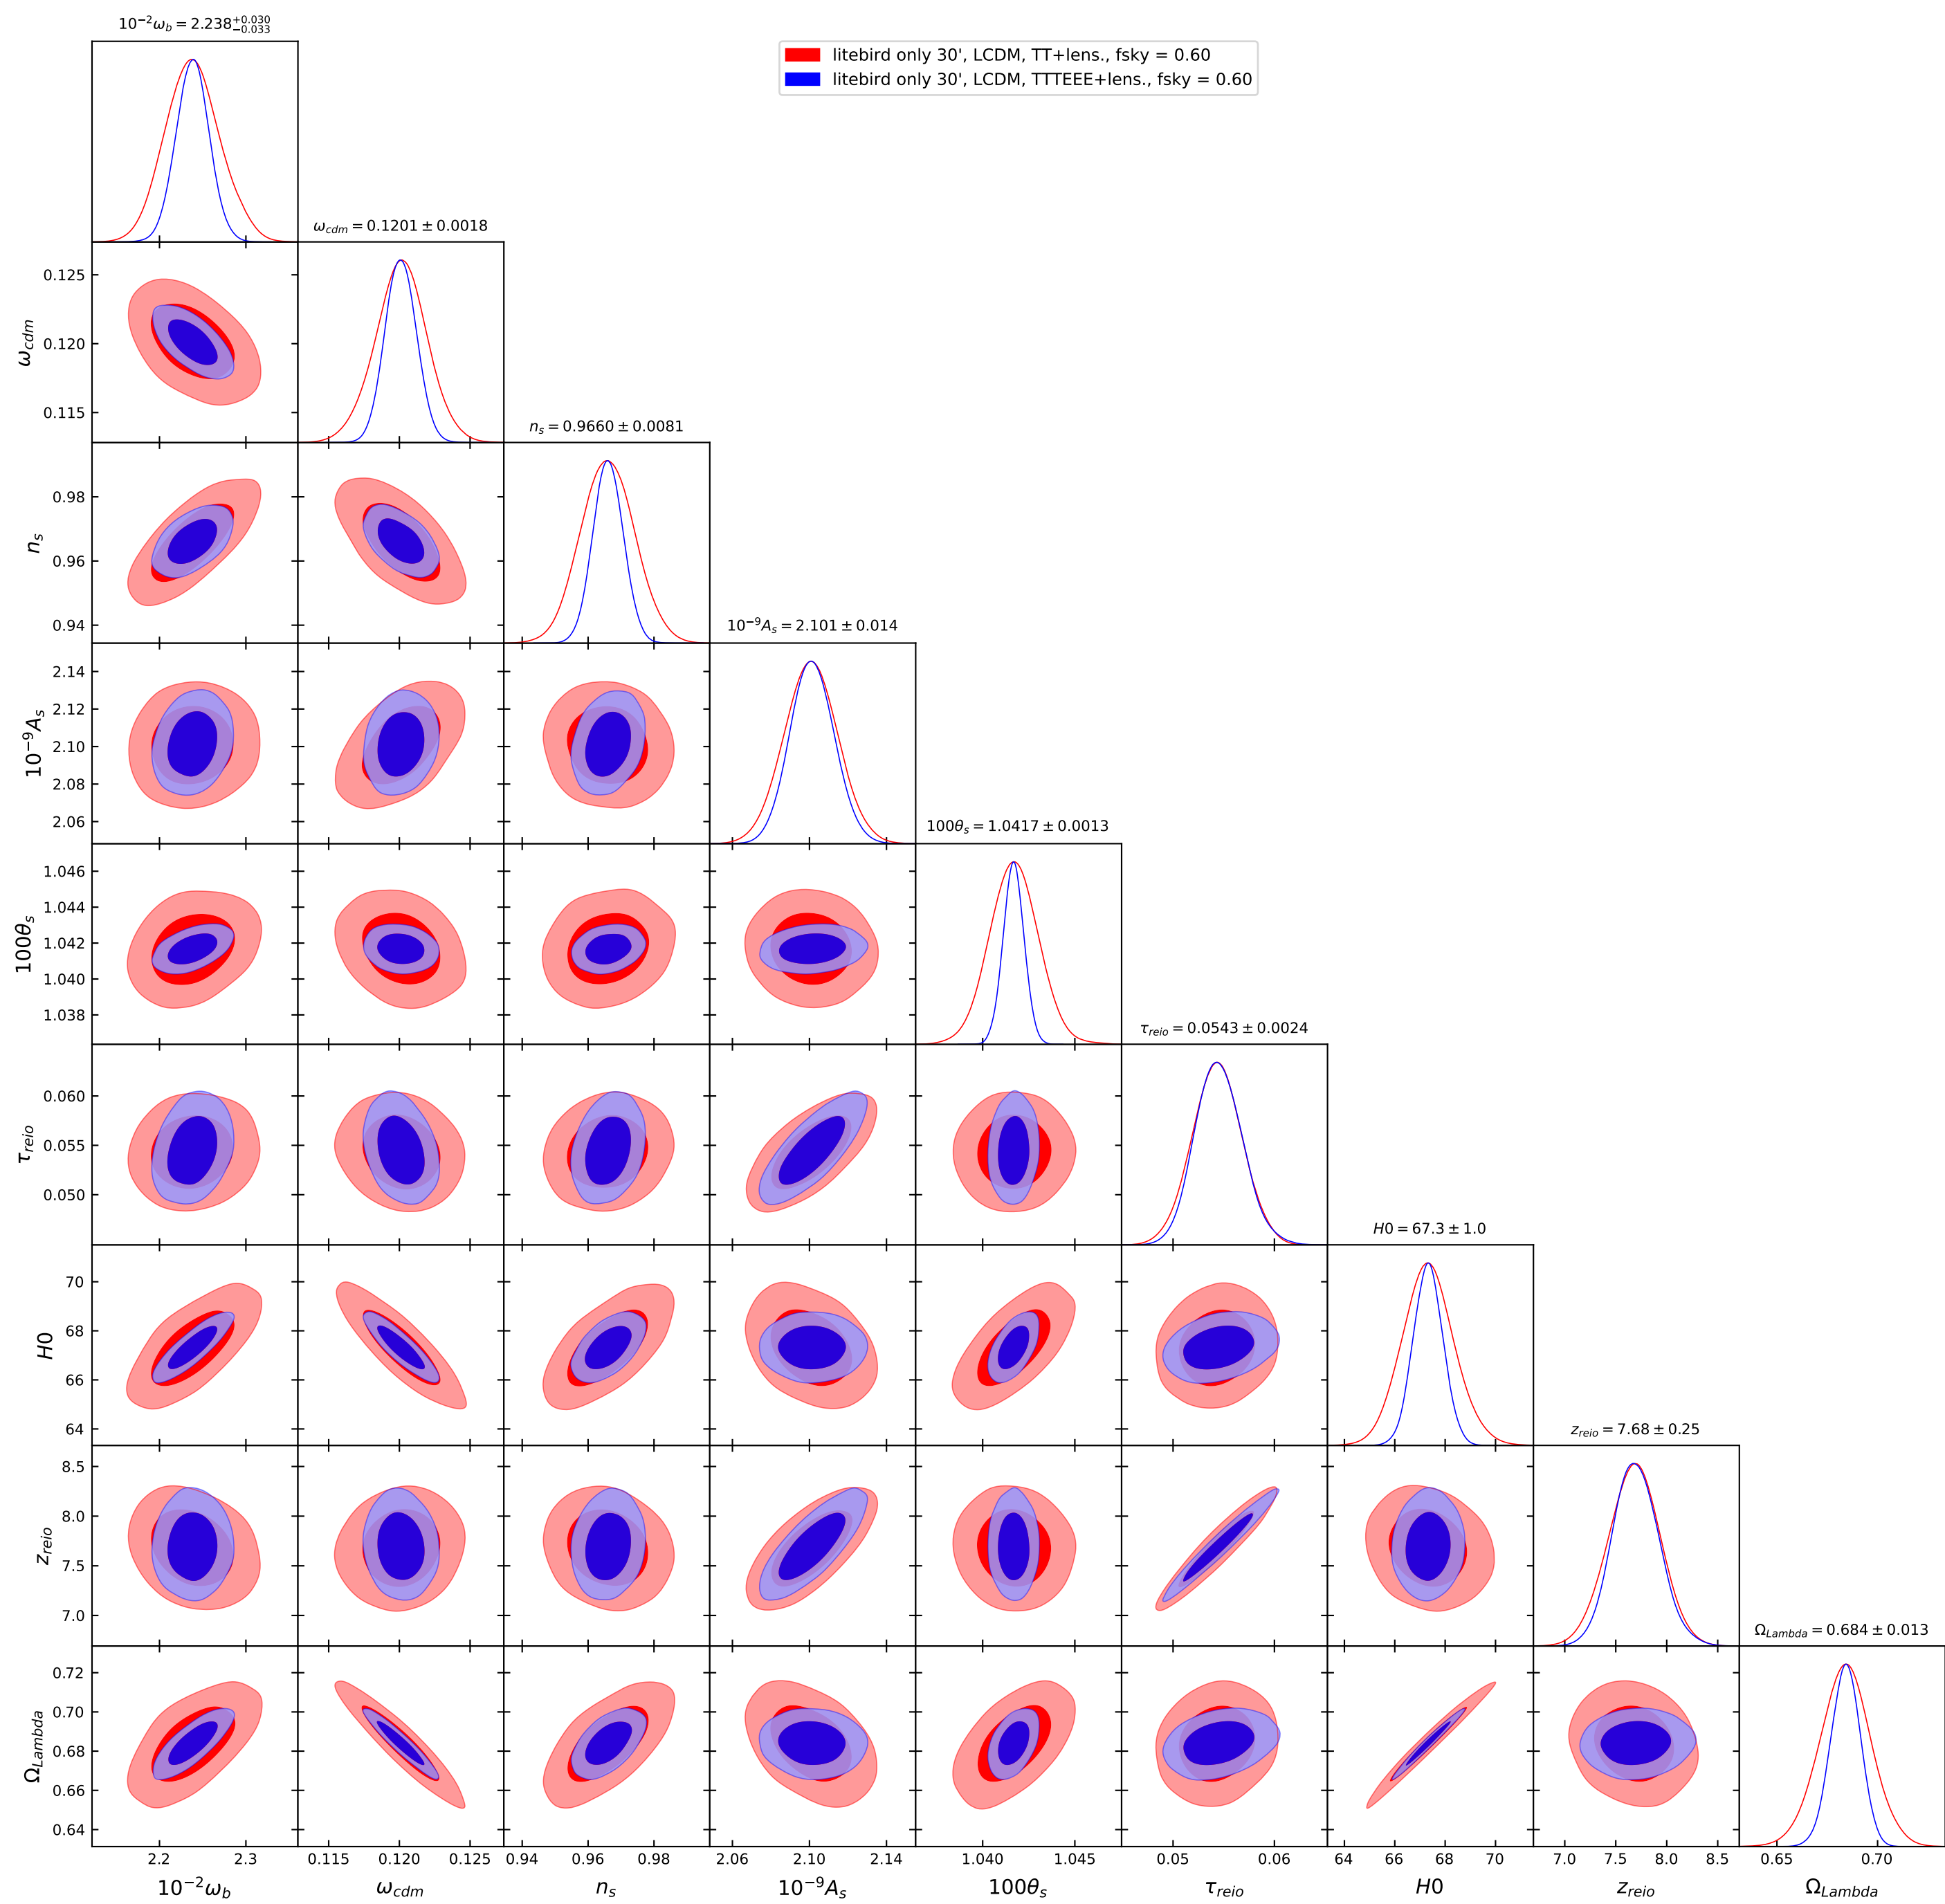 10⁻²ω_b = 2.238^{+0.030}_{−0.033}
litebird only 30', LCDM, TT+lens., fsky = 0.60
litebird only 30', LCDM, TTTEEE+lens., fsky = 0.60
ω_cdm = 0.1201 ± 0.0018
0.125
0.120
0.115
ω_cdm
n_s = 0.9660 ± 0.0081
0.98
0.96
0.94
n_s
10⁻⁹A_s = 2.101 ± 0.014
2.14
2.12
2.10
2.08
2.06
10⁻⁹A_s
100θ_s = 1.0417 ± 0.0013
1.046
1.044
1.042
1.040
1.038
100θ_s
τ_reio = 0.0543 ± 0.0024
0.060
0.055
0.050
τ_reio
H0 = 67.3 ± 1.0
70
68
66
64
H0
z_reio = 7.68 ± 0.25
8.5
8.0
7.5
7.0
z_reio
Ω_Lambda = 0.684 ± 0.013
0.72
0.70
0.68
0.66
0.64
Ω_Lambda
2.2 2.3 0.115 0.120 0.125 0.94 0.96 0.98 2.06 2.10 2.14 1.040 1.045 0.05 0.06 64 66 68 70 7.0 7.5 8.0 8.5 0.65 0.70
10⁻²ω_b ω_cdm n_s 10⁻⁹A_s 100θ_s τ_reio H0 z_reio Ω_Lambda